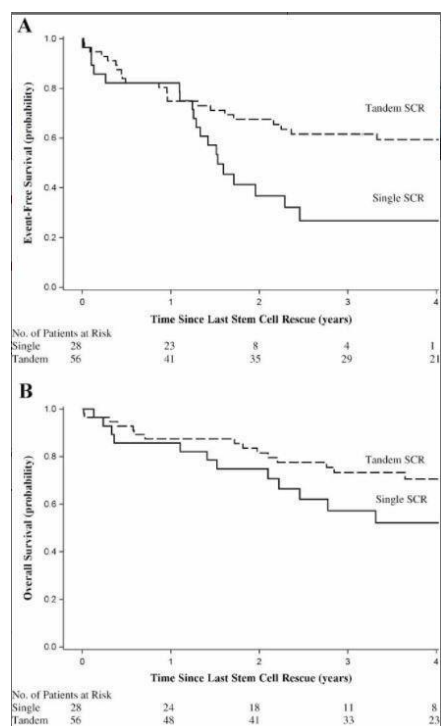 A
Event-Free Survival (probability)
1.0
0.8
0.6
0.4
0.2
0.0
Tandem SCR
Single SCR
0 1 2 3 4
Time Since Last Stem Cell Rescue (years)
No. of Patients at Risk
Single 28 23 8 4 1
Tandem 56 41 35 29 21
B
Overall Survival (probability)
1.0
0.8
0.6
0.4
0.2
0.0
Tandem SCR
Single SCR
0 1 2 3 4
Time Since Last Stem Cell Rescue (years)
No. of Patients at Risk
Single 28 24 18 11 8
Tandem 56 48 41 33 23